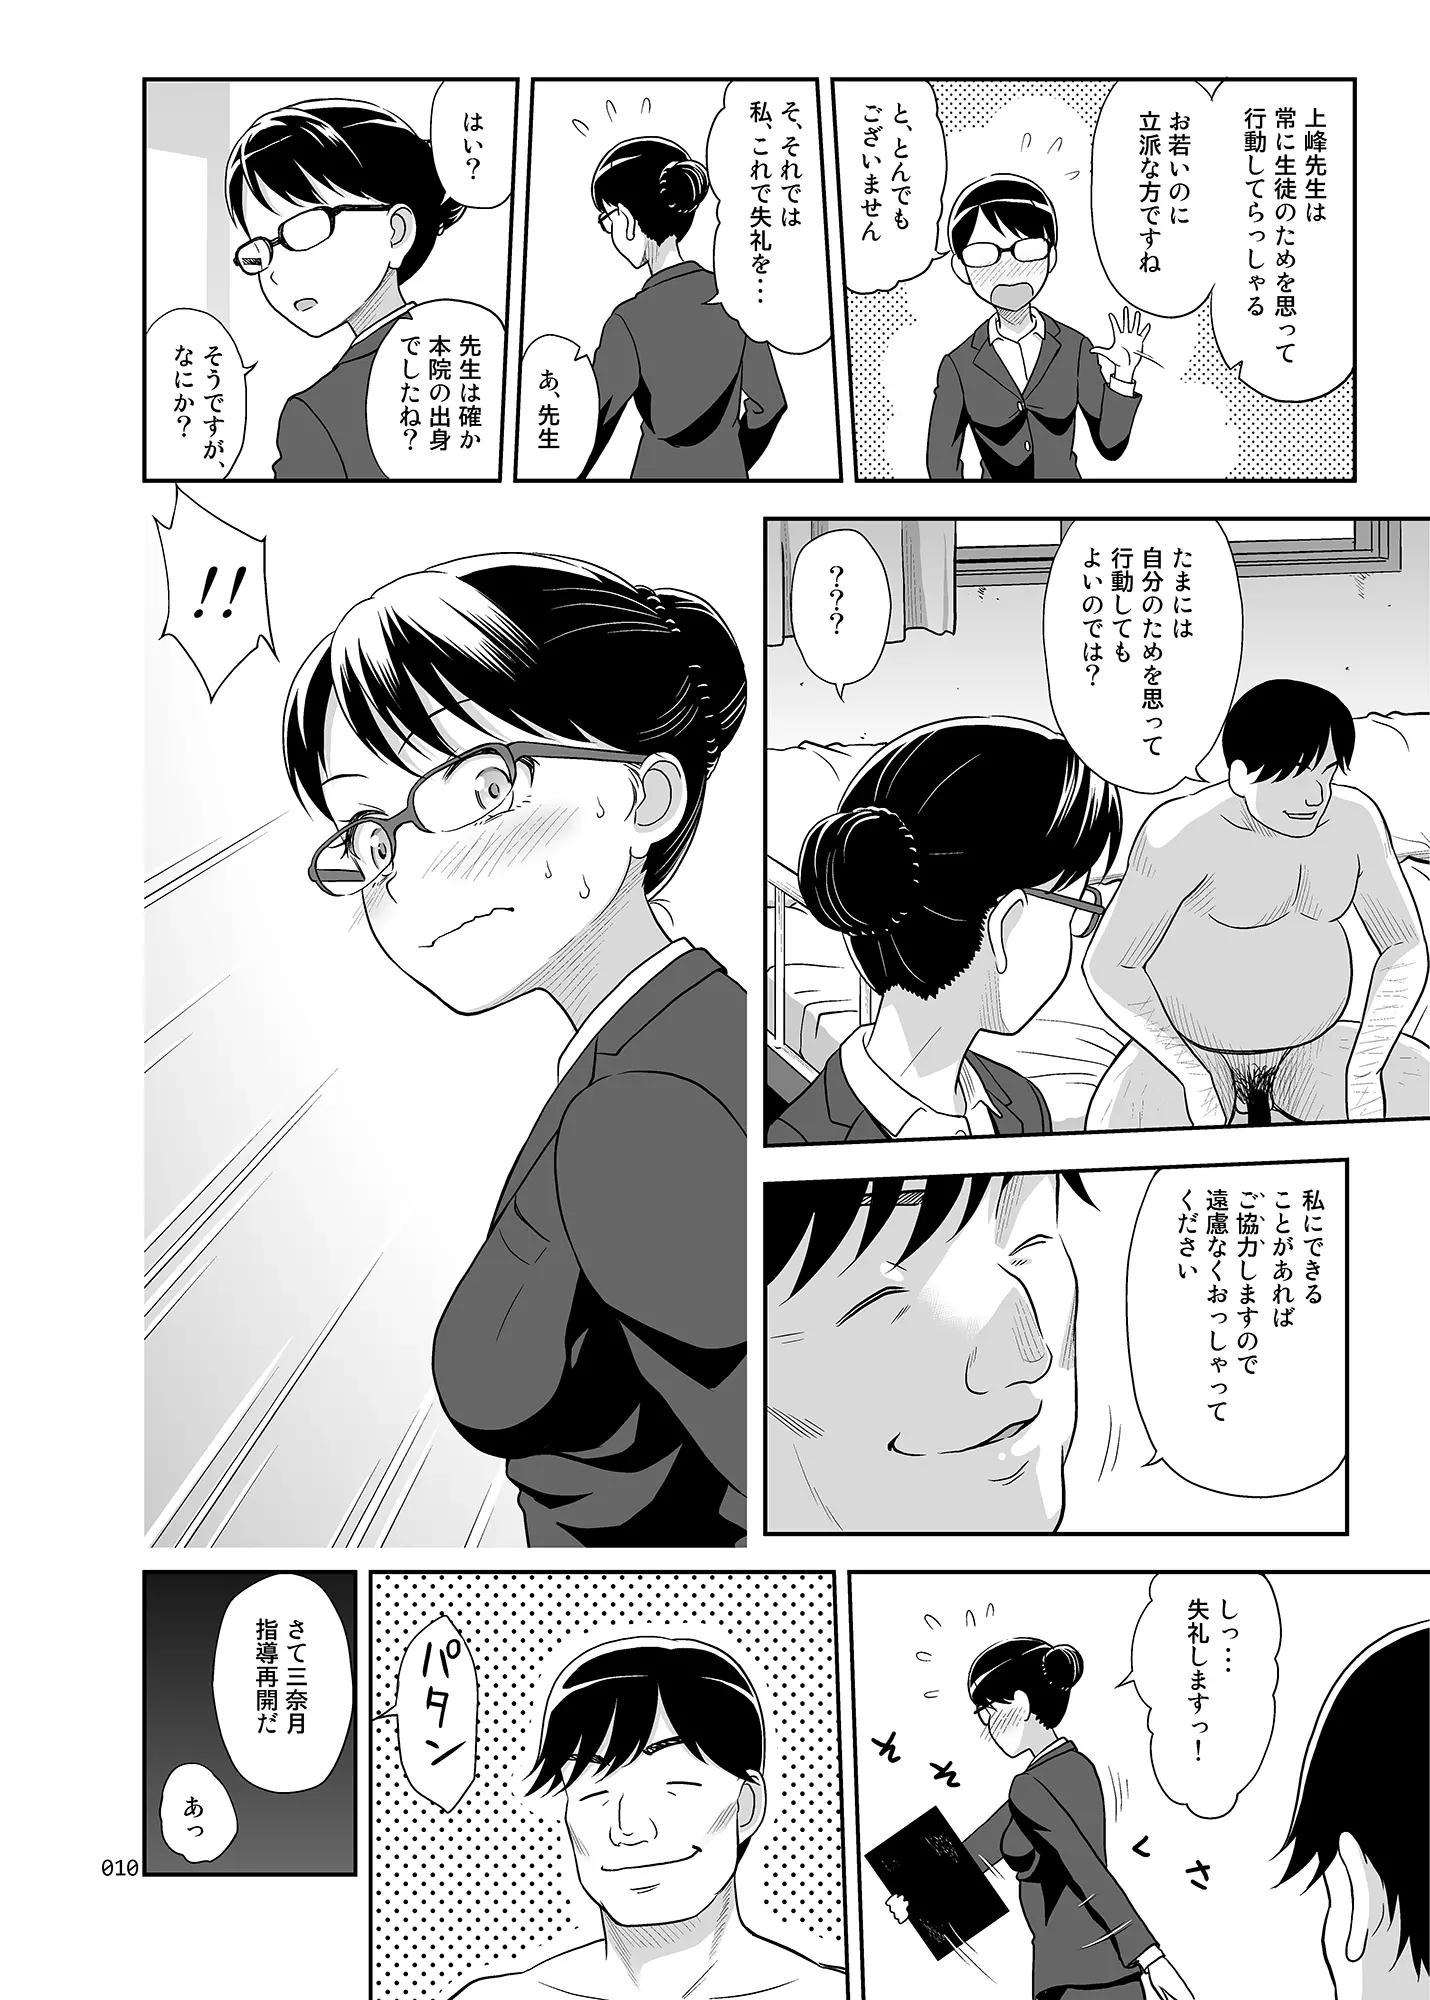 上峰先生は
常に生徒のためを思って
行動してらっしゃる
お若いのに
立派な方ですね
と、とんでも
ございません
そ、それでは
私、これで失礼を…
あ、先生
はい?
先生は確か
本院の出身
でしたね?
そうですが、
なにか?
たまには
自分のためを思って
行動しても
よいのでは?
???
私にできる
ことがあれば
ご協力しますので
遠慮なくおっしゃって
ください
!!
しっ…
失礼しますっ!
そそくさ
パタン
さて三奈月
指導再開だ
あっ
010